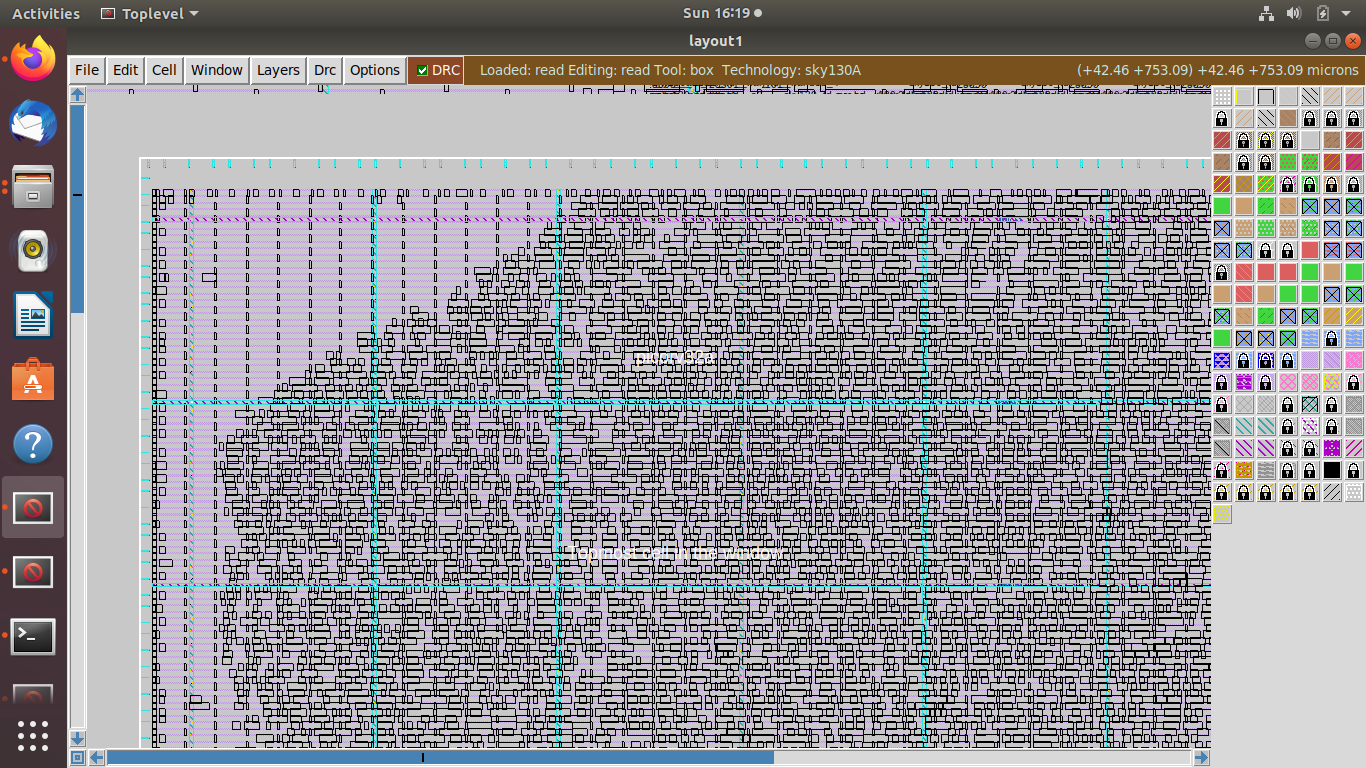 Activities Toplevel Sun 16:19
layout1
File Edit Cell Window Layers Drc Options DRC Loaded: read Editing: read Tool: box Technology: sky130A (+42.46 +753.09) +42.46 +753.09 microns
picorv32a
Topmost cell in the window